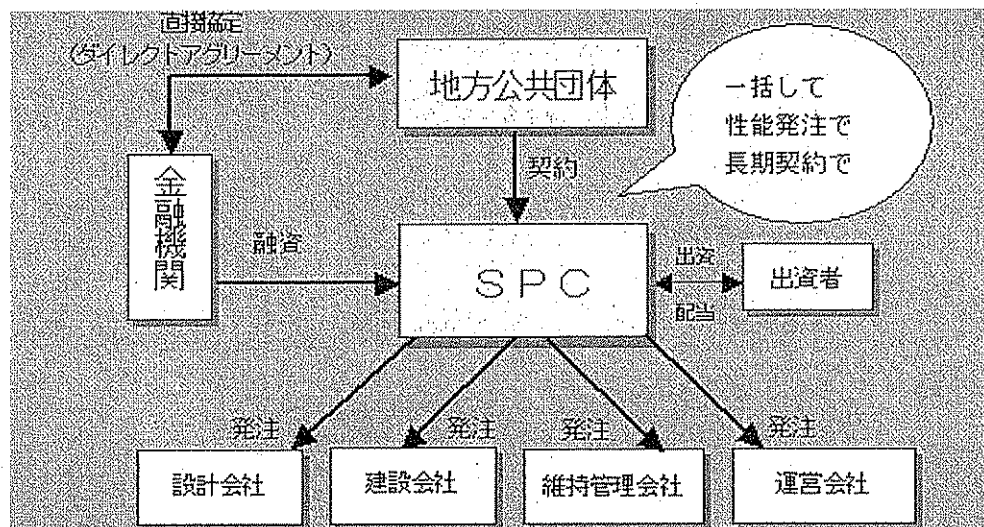 直接協定
（ダイレクトアグリーメント）
地方公共団体
一括して
性能発注で
長期契約で
契約
金融機関
融資
ＳＰＣ
出資
配当
出資者
発注
発注
発注
発注
設計会社
建設会社
維持管理会社
運営会社